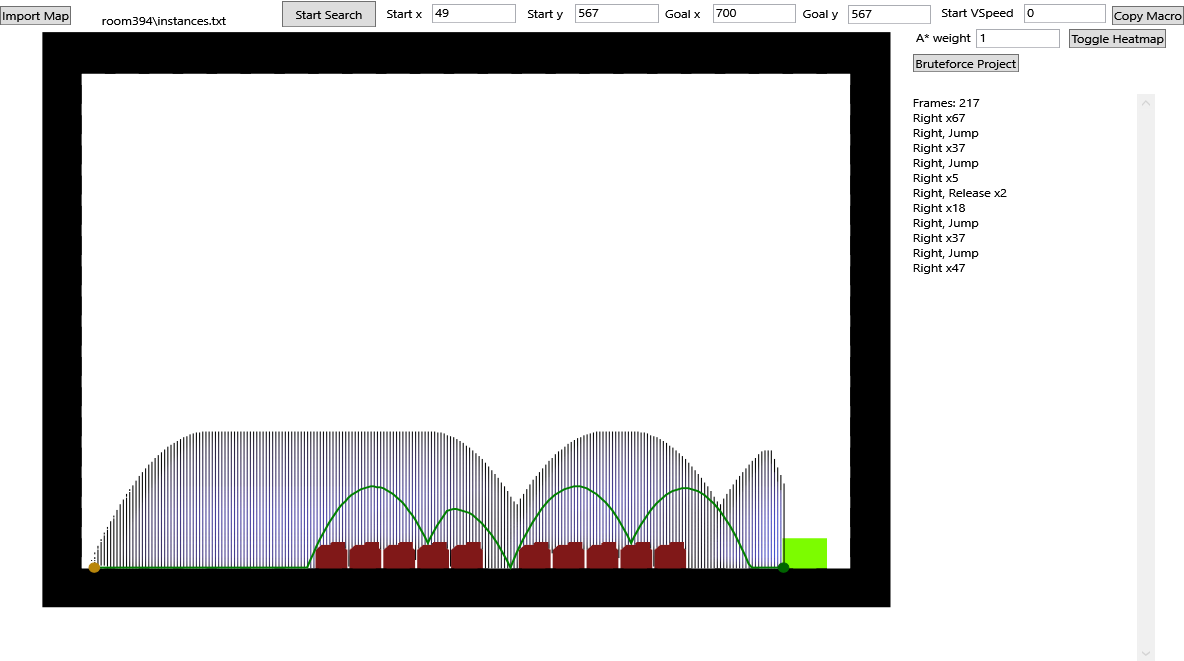 Import Map room394\instances.txt Start Search Start x 49 Start y 567 Goal x 700 Goal y 567 Start VSpeed 0 Copy Macro
A* weight 1 Toggle Heatmap
Bruteforce Project
Frames: 217
Right x67
Right, Jump
Right x37
Right, Jump
Right x5
Right, Release x2
Right x18
Right, Jump
Right x37
Right, Jump
Right x47